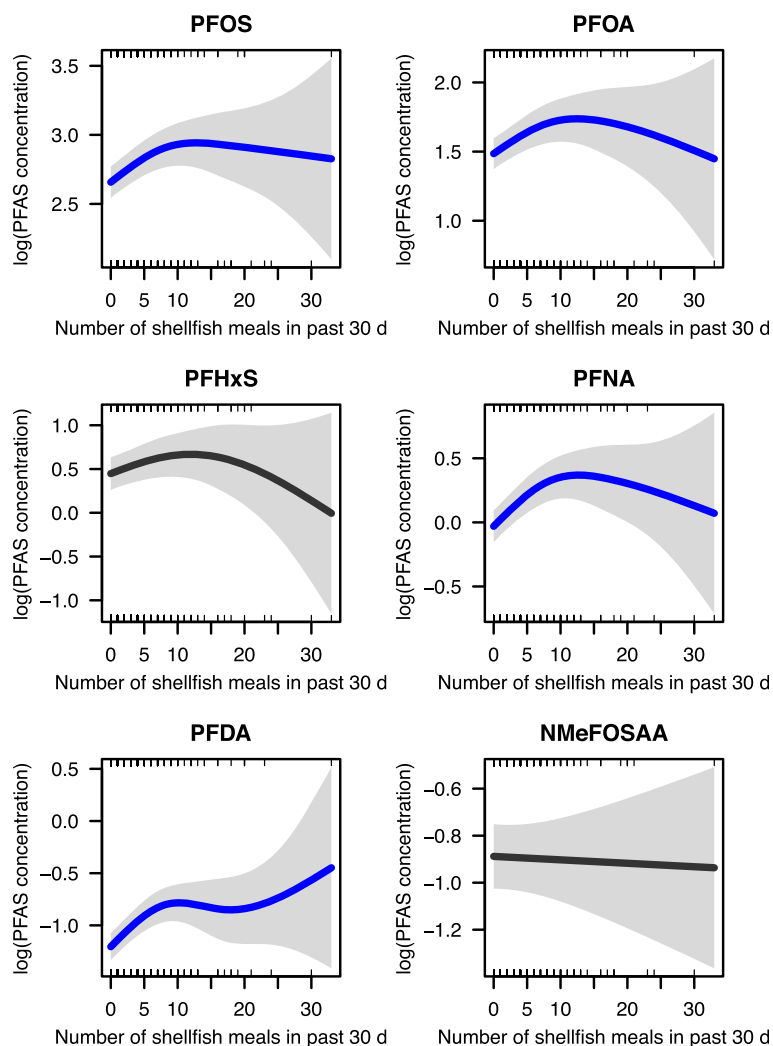 PFOS
log(PFAS concentration)
3.5
3.0
2.5
0 5 10 20 30
Number of shellfish meals in past 30 d
PFOA
log(PFAS concentration)
2.0
1.5
1.0
0 5 10 20 30
Number of shellfish meals in past 30 d
PFHxS
log(PFAS concentration)
1.0
0.5
0.0
−0.5
−1.0
0 5 10 20 30
Number of shellfish meals in past 30 d
PFNA
log(PFAS concentration)
0.5
0.0
−0.5
0 5 10 20 30
Number of shellfish meals in past 30 d
PFDA
log(PFAS concentration)
0.5
0.0
−0.5
−1.0
0 5 10 20 30
Number of shellfish meals in past 30 d
NMeFOSAA
log(PFAS concentration)
−0.6
−0.8
−1.0
−1.2
0 5 10 20 30
Number of shellfish meals in past 30 d